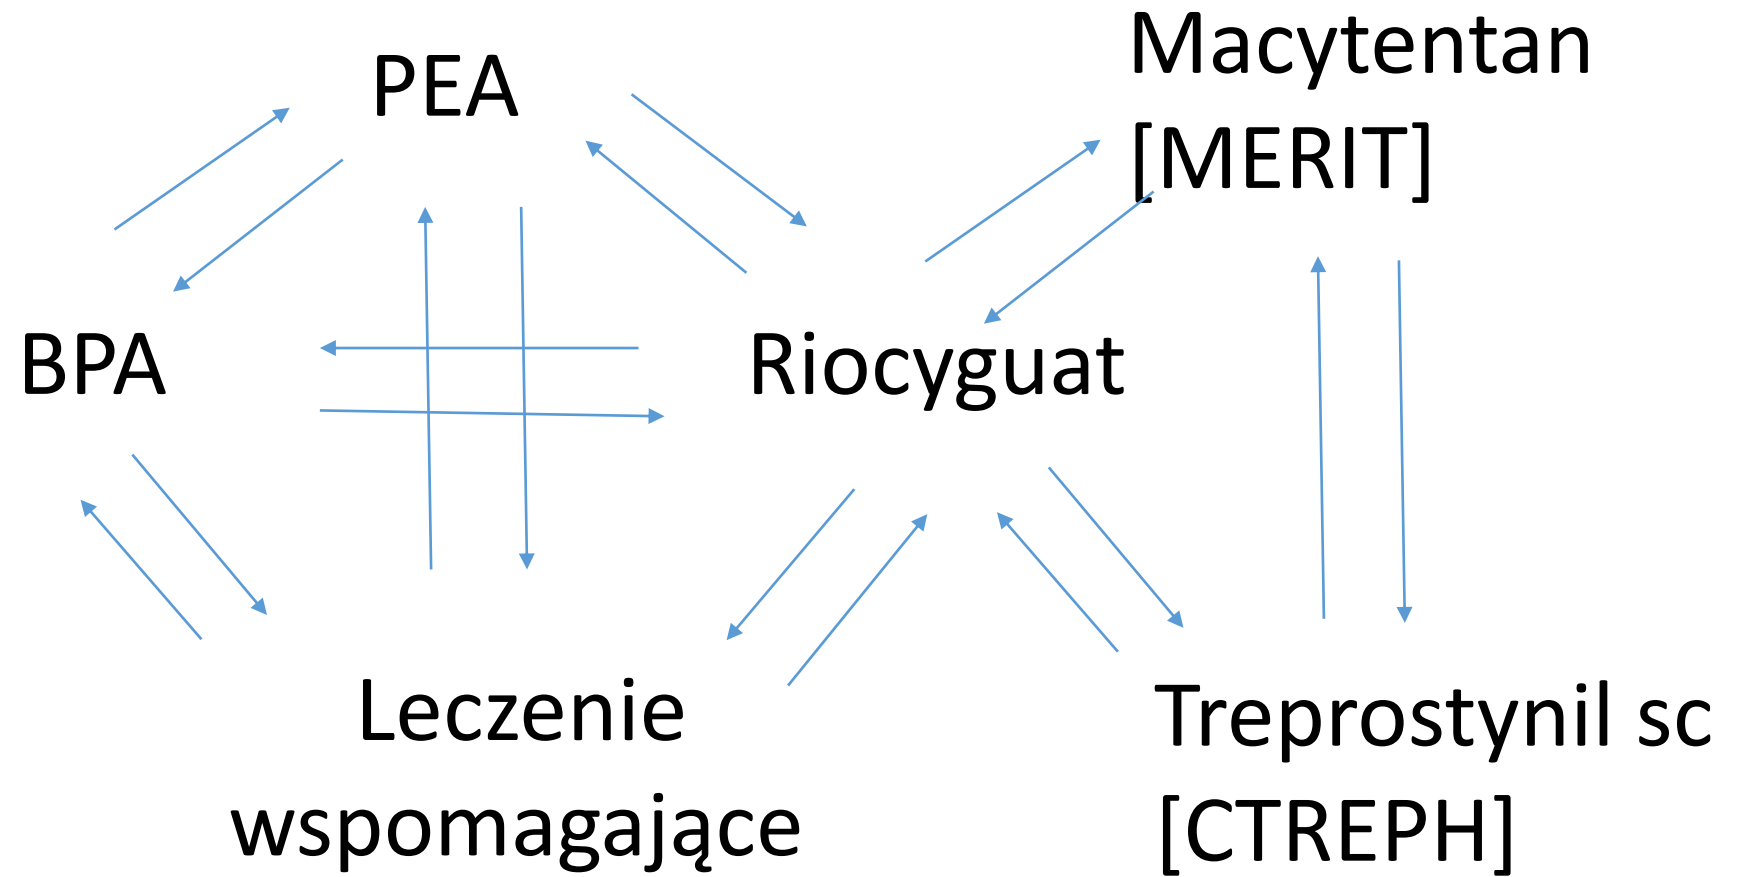 PEA
Macytentan
[MERIT]
BPA
Riocyguat
Leczenie
wspomagające
Treprostynil sc
[CTREPH]